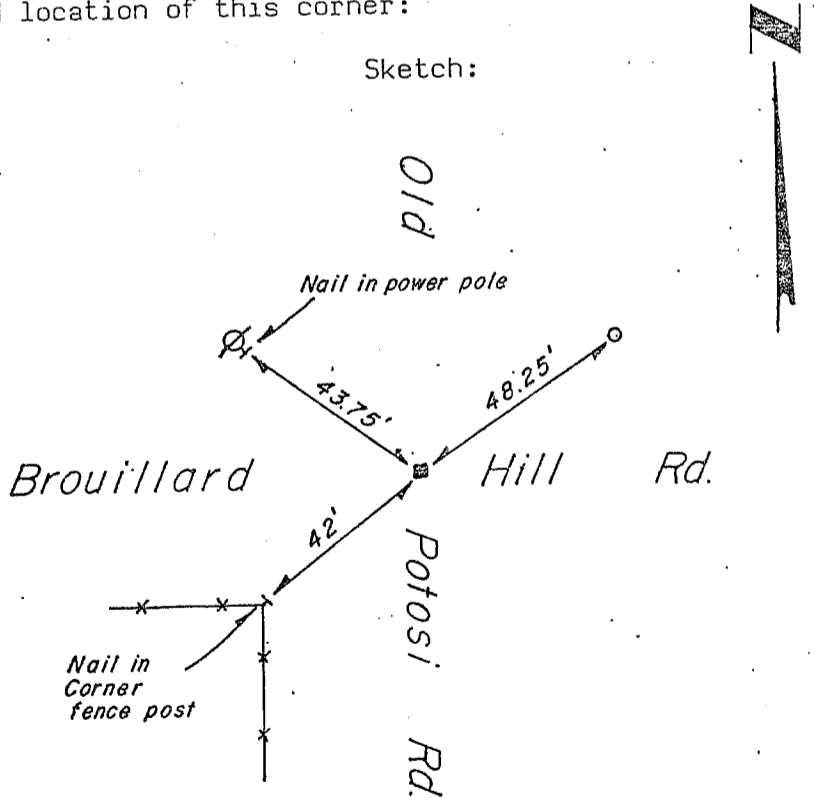 location of this corner:
Sketch:
N
Old
Nail in power pole
43.75'
48.25'
Brouillard Hill Rd.
42'
Potosi Rd.
Nail in
Corner
fence post